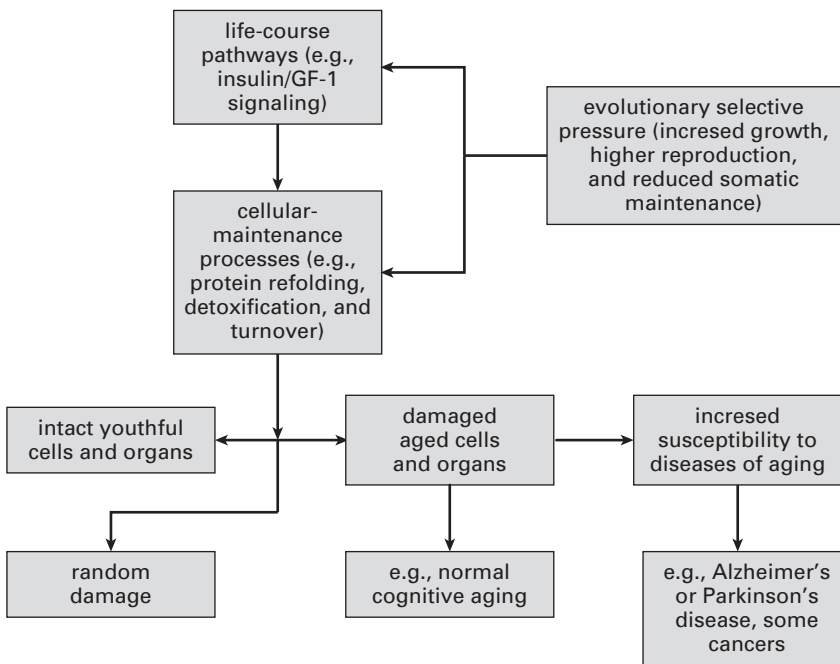 life-course
pathways (e.g.,
insulin/GF-1
signaling)
evolutionary selective
pressure (incresed growth,
higher reproduction,
and reduced somatic
maintenance)
cellular-
maintenance
processes (e.g.,
protein refolding,
detoxification, and
turnover)
intact youthful
cells and organs
damaged
aged cells
and organs
incresed
susceptibility to
diseases of aging
random
damage
e.g., normal
cognitive aging
e.g., Alzheimer's
or Parkinson's
disease, some
cancers